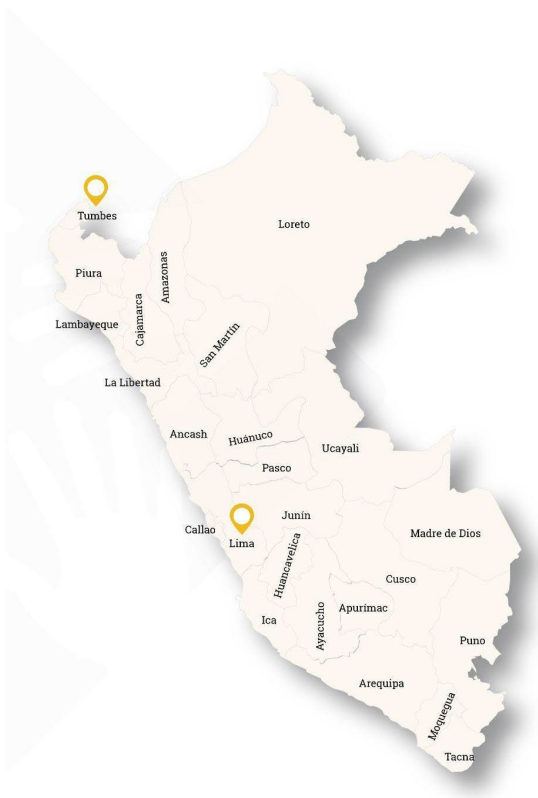 Tumbes
Loreto
Piura
Amazonas
Cajamarca
Lambayeque
San Martín
La Libertad
Ancash
Huánuco
Ucayali
Pasco
Junín
Callao
Lima
Madre de Dios
Huancavelica
Cusco
Apurímac
Ica
Ayacucho
Puno
Arequipa
Moquegua
Tacna